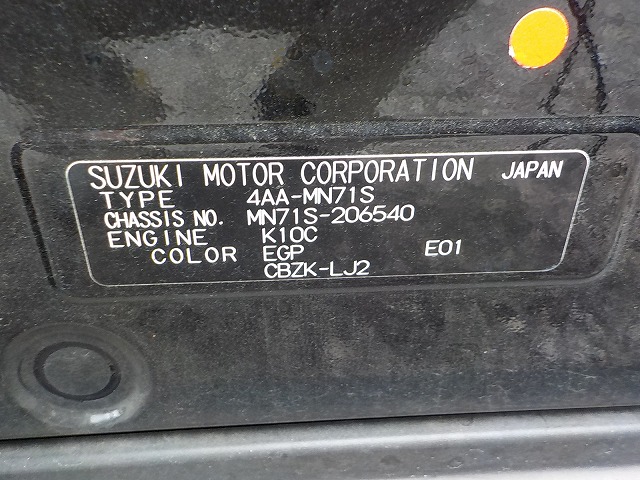 SUZUKI MOTOR CORPORATION JAPAN
TYPE 4AA-MN71S
CHASSIS NO. MN71S-206540
ENGINE K10C
COLOR EGP E01
CBZK-LJ2